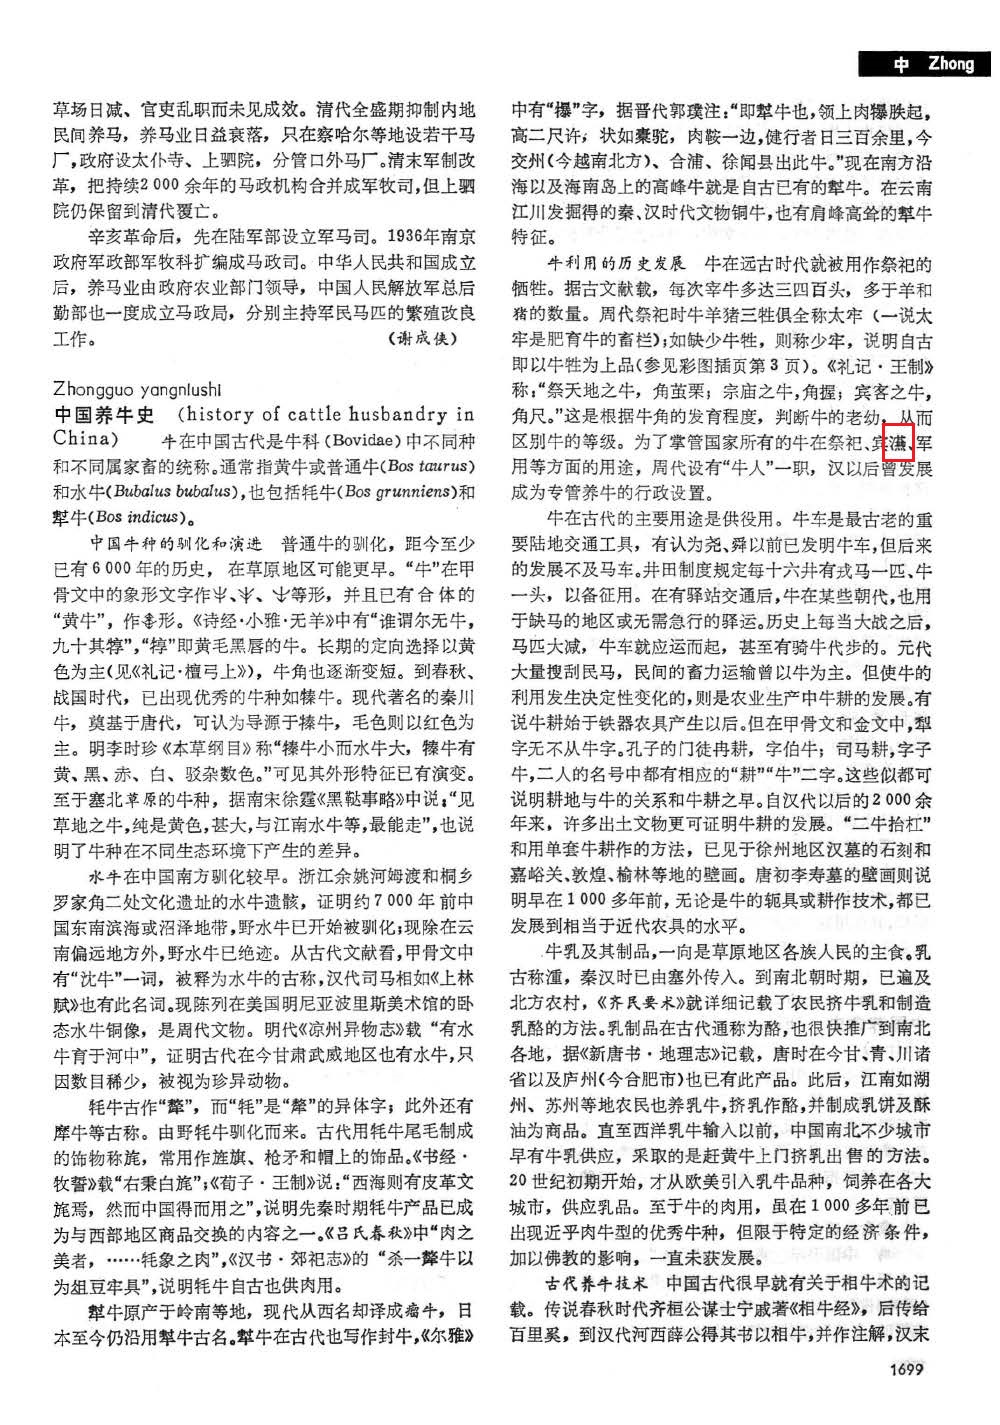 中 Zhong
草场日减、官吏乱职而未见成效。清代全盛期抑制内地
民间养马，养马业日益衰落，只在察哈尔等地设若干马
厂,政府设太仆寺、上驷院，分管口外马厂。清末军制改
革，把持续2 000余年的马政机构合并成军牧司,但上驷
院仍保留到清代覆亡。
辛亥革命后，先在陆军部设立军马司。1936年南京
政府军政部军牧科扩编成马政司。中华人民共和国成立
后，养马业由政府农业部门领导，中国人民解放军总后
勤部也一度成立马政局，分别主持军民马匹的繁殖改良
工作。 (谢成侠)
Zhongguo yangniushi
中国养牛史 (history of cattle husbandry in
China) 牛在中国古代是牛科(Bovidae)中不同种
和不同属家畜的统称。通常指黄牛或普通牛(Bos taurus)
和水牛(Bubalus bubalus),也包括牦牛(Bos grunniens)和
犎牛(Bos indicus)。
中国牛种的驯化和演进 普通牛的驯化，距今至少
已有6 000年的历史，在草原地区可能更早。“牛”在甲
骨文中的象形文字作、、等形，并且已有合体的
“黄牛”，作形。《诗经·小雅·无羊》中有“谁谓尔无牛，
九十其犉”,“犉”即黄毛黑唇的牛。长期的定向选择以黄
色为主(见《礼记·檀弓上》)，牛角也逐渐变短。到春秋、
战国时代，已出现优秀的牛种如㸬牛。现代著名的秦川
牛，奠基于唐代，可认为导源于㸬牛，毛色则以红色为
主。明李时珍《本草纲目》称“㸬牛小而水牛大，㸬牛有
黄、黑、赤、白、驳杂数色。”可见其外形特征已有演变。
至于塞北草原的牛种，据南宋徐霆《黑鞑事略》中说：“见
草地之牛,纯是黄色,甚大,与江南水牛等,最能走”,也说
明了牛种在不同生态环境下产生的差异。
水牛在中国南方驯化较早。浙江余姚河姆渡和桐乡
罗家角二处文化遗址的水牛遗骸，证明约7 000年前中
国东南滨海或沼泽地带,野水牛已开始被驯化;现除在云
南偏远地方外,野水牛已绝迹。从古代文献看,甲骨文中
有“沈牛”一词，被释为水牛的古称,汉代司马相如《上林
赋》也有此名词。现陈列在美国明尼亚波里斯美术馆的卧
态水牛铜像，是周代文物。明代《凉州异物志》载“有水
牛育于河中”，证明古代在今甘肃武威地区也有水牛,只
因数目稀少，被视为珍异动物。
牦牛古作“犛”，而“牦”是“犛”的异体字；此外还有
犘牛等古称。由野牦牛驯化而来。古代用牦牛尾毛制成
的饰物称旄，常用作旌旗、枪矛和帽上的饰品。《书经·
牧誓》载“右秉白旄”;《荀子·王制》说：“西海则有皮革文
旄焉，然而中国得而用之”,说明先秦时期牦牛产品已成
为与西部地区商品交换的内容之一。《吕氏春秋》中“肉之
美者，……牦象之肉”,《汉书·郊祀志》的“杀一犛牛以
为俎豆牢具”,说明牦牛自古也供肉用。
犎牛原产于岭南等地，现代从西名却译成瘤牛，日
本至今仍沿用犎牛古名。犎牛在古代也写作封牛,《尔雅》
中有“犦”字，据晋代郭璞注：“即犎牛也,领上肉犦胅起,
高二尺许；状如橐驼，肉鞍一边,健行者日三百余里,今
交州(今越南北方)、合浦、徐闻县出此牛。”现在南方沿
海以及海南岛上的高峰牛就是自古已有的犎牛。在云南
江川发掘得的秦、汉时代文物铜牛,也有肩峰高耸的犎牛
特征。
牛利用的历史发展 牛在远古时代就被用作祭祀的
牺牲。据古文献载，每次宰牛多达三四百头，多于羊和
猪的数量。周代祭祀时牛羊猪三牲俱全称太牢（一说太
牢是肥育牛的畜栏);如缺少牛牲，则称少牢，说明自古
即以牛牲为上品(参见彩图插页第3页)。《礼记·王制》
称：“祭天地之牛，角茧栗；宗庙之牛,角握；宾客之牛，
角尺。”这是根据牛角的发育程度，判断牛的老幼，从而
区别牛的等级。为了掌管国家所有的牛在祭祀、宾㵙、军
用等方面的用途，周代设有“牛人”一职，汉以后曾发展
成为专管养牛的行政设置。
牛在古代的主要用途是供役用。牛车是最古老的重
要陆地交通工具，有认为尧、舜以前已发明牛车,但后来
的发展不及马车。井田制度规定每十六井有戎马一匹、牛
一头，以备征用。在有驿站交通后,牛在某些朝代,也用
于缺马的地区或无需急行的驿运。历史上每当大战之后，
马匹大减，牛车就应运而起，甚至有骑牛代步的。元代
大量搜刮民马，民间的畜力运输曾以牛为主。但使牛的
利用发生决定性变化的,则是农业生产中牛耕的发展。有
说牛耕始于铁器农具产生以后。但在甲骨文和金文中,犁
字无不从牛字。孔子的门徒冉耕，字伯牛；司马耕,字子
牛,二人的名号中都有相应的“耕”“牛”二字。这些似都可
说明耕地与牛的关系和牛耕之早。自汉代以后的2 000余
年来，许多出土文物更可证明牛耕的发展。“二牛抬杠”
和用单套牛耕作的方法，已见于徐州地区汉墓的石刻和
嘉峪关、敦煌、榆林等地的壁画。唐初李寿墓的壁画则说
明早在1 000多年前,无论是牛的轭具或耕作技术,都已
发展到相当于近代农具的水平。
牛乳及其制品,一向是草原地区各族人民的主食。乳
古称湩，秦汉时已由塞外传入。到南北朝时期，已遍及
北方农村，《齐民要术》就详细记载了农民挤牛乳和制造
乳酪的方法。乳制品在古代通称为酪,也很快推广到南北
各地，据《新唐书·地理志》记载，唐时在今甘、青、川诸
省以及庐州(今合肥市)也已有此产品。此后，江南如湖
州、苏州等地农民也养乳牛,挤乳作酪,并制成乳饼及酥
油为商品。直至西洋乳牛输入以前，中国南北不少城市
早有牛乳供应，采取的是赶黄牛上门挤乳出售的方法。
20世纪初期开始，才从欧美引入乳牛品种，饲养在各大
城市，供应乳品。至于牛的肉用，虽在1 000多年前已
出现近乎肉牛型的优秀牛种，但限于特定的经济条件，
加以佛教的影响，一直未获发展。
古代养牛技术 中国古代很早就有关于相牛术的记
载。传说春秋时代齐桓公谋士宁戚著《相牛经》，后传给
百里奚，到汉代河西薛公得其书以相牛,并作注解,汉末
1699